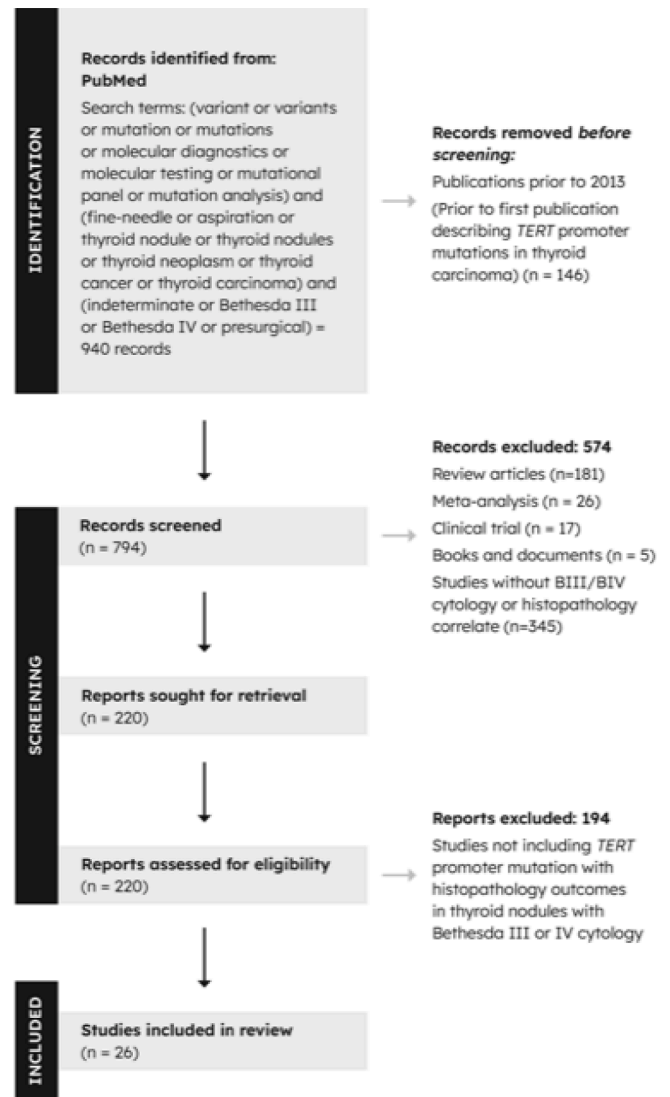 IDENTIFICATION
Records identified from:
PubMed
Search terms: (variant or variants
or mutation or mutations
or molecular diagnostics or
molecular testing or mutational
panel or mutation analysis) and
(fine-needle or aspiration or
thyroid nodule or thyroid nodules
or thyroid neoplasm or thyroid
cancer or thyroid carcinoma) and
(indeterminate or Bethesda III
or Bethesda IV or presurgical) =
940 records
Records removed before
screening:
Publications prior to 2013
(Prior to first publication
describing TERT promoter
mutations in thyroid
carcinoma) (n = 146)
SCREENING
Records screened
(n = 794)
Records excluded: 574
Review articles (n=181)
Meta-analysis (n = 26)
Clinical trial (n = 17)
Books and documents (n = 5)
Studies without BIII/BIV
cytology or histopathology
correlate (n=345)
Reports sought for retrieval
(n = 220)
Reports assessed for eligibility
(n = 220)
Reports excluded: 194
Studies not including TERT
promoter mutation with
histopathology outcomes
in thyroid nodules with
Bethesda III or IV cytology
INCLUDED
Studies included in review
(n = 26)